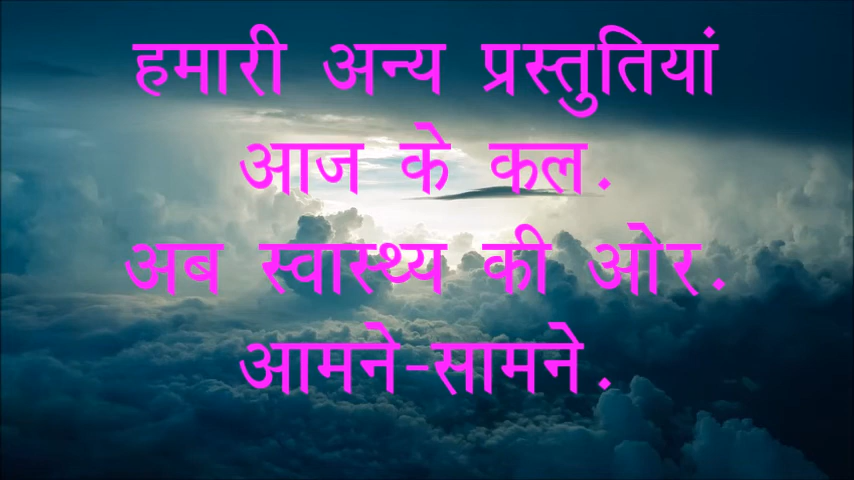 हमारी अन्य प्रस्तुतियां
आज के कल.
अब स्वास्थ्य की ओर.
आमने-सामने.